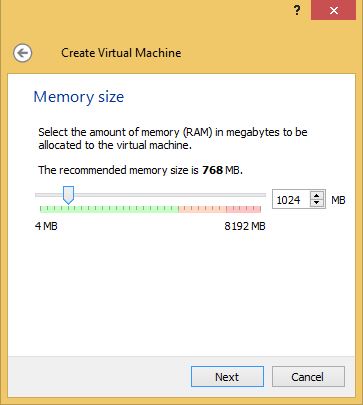 ?
Create Virtual Machine
Memory size
Select the amount of memory (RAM) in megabytes to be
allocated to the virtual machine.
The recommended memory size is 768 MB.
1024 MB
4 MB 8192 MB
Next Cancel